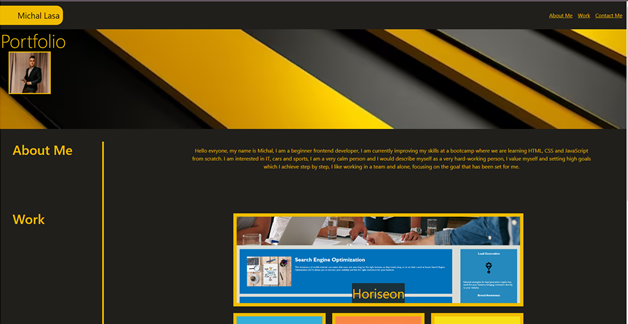 Michal Lasa
About Me Work Contact Me
Portfolio
About Me
Hello evryone, my name is Michal, I am a beginner frontend developer, I am currently improving my skills at a bootcamp where we are learning HTML, CSS and JavaScript
from scratch. I am interested in IT, cars and sports, I am a very calm person and I would describe myself as a very hard-working person, I value myself and setting high goals
which I achieve step by step, I like working in a team and alone, focusing on the goal that has been set for me.
Work
Search Engine Optimization
Lead Generation
Horiseon
Brand Awareness